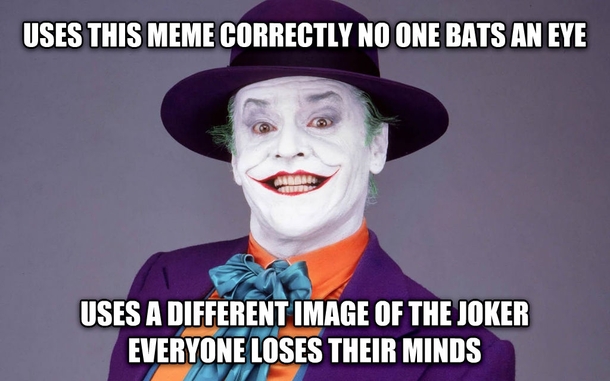 USES THIS MEME CORRECTLY NO ONE BATS AN EYE
USES A DIFFERENT IMAGE OF THE JOKER
EVERYONE LOSES THEIR MINDS